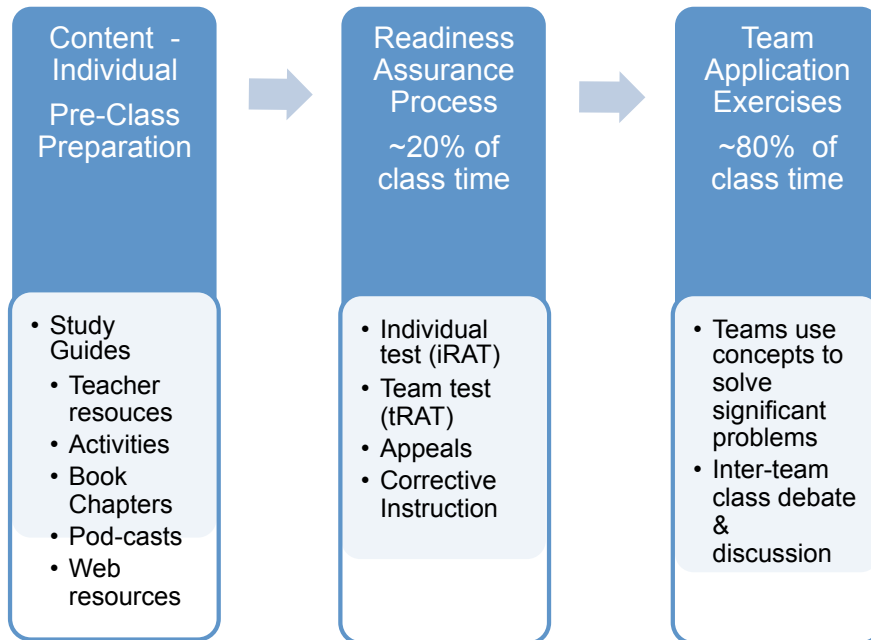 Content  -
Individual
Pre-Class
Preparation
• Study
Guides
• Teacher
resouces
• Activities
• Book
Chapters
• Pod-casts
• Web
resources
Readiness
Assurance
Process
~20% of
class time
• Individual
test (iRAT)
• Team test
(tRAT)
• Appeals
• Corrective
Instruction
Team
Application
Exercises
~80%  of
class time
• Teams use
concepts to
solve
significant
problems
• Inter-team
class debate
&
discussion